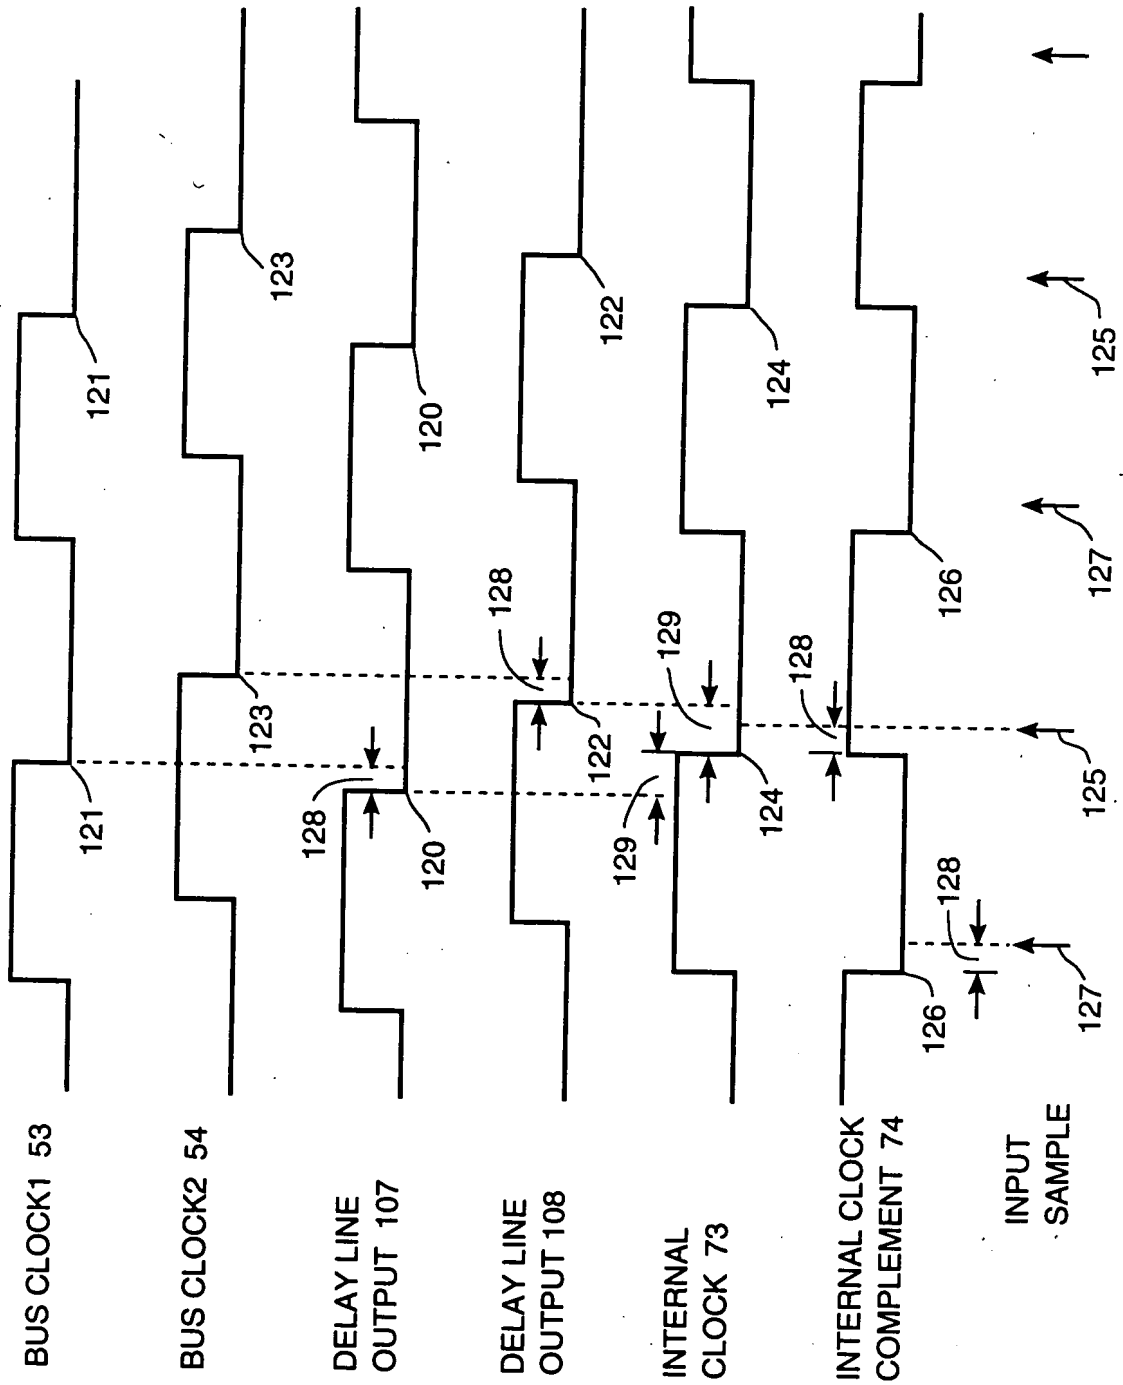 BUS CLOCK1 53
121
121
BUS CLOCK2 54
123
123
DELAY LINE
OUTPUT 107
128
120
120
DELAY LINE
OUTPUT 108
122
128
122
INTERNAL
CLOCK 73
129
124
129
124
INTERNAL CLOCK
COMPLEMENT 74
126
128
128
126
INPUT
SAMPLE
127
125
127
125